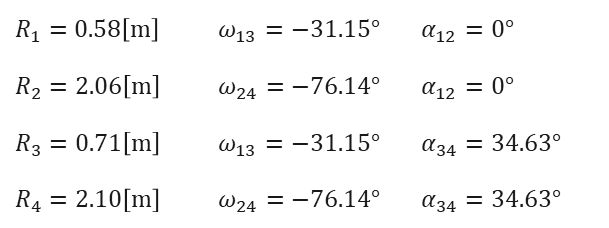 R₁ = 0.58[m] ω₁₃ = −31.15° α₁₂ = 0°
R₂ = 2.06[m] ω₂₄ = −76.14° α₁₂ = 0°
R₃ = 0.71[m] ω₁₃ = −31.15° α₃₄ = 34.63°
R₄ = 2.10[m] ω₂₄ = −76.14° α₃₄ = 34.63°